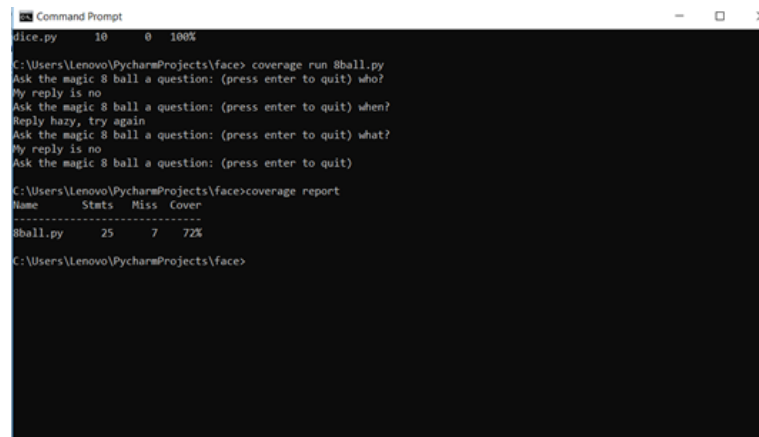 Command Prompt
dice.py 10 0 100%
C:\Users\Lenovo\PycharmProjects\face> coverage run 8ball.py
Ask the magic 8 ball a question: (press enter to quit) who?
My reply is no
Ask the magic 8 ball a question: (press enter to quit) when?
Reply hazy, try again
Ask the magic 8 ball a question: (press enter to quit) what?
My reply is no
Ask the magic 8 ball a question: (press enter to quit)
C:\Users\Lenovo\PycharmProjects\face>coverage report
Name Stmts Miss Cover
--------------------------------
8ball.py 25 7 72%
C:\Users\Lenovo\PycharmProjects\face>